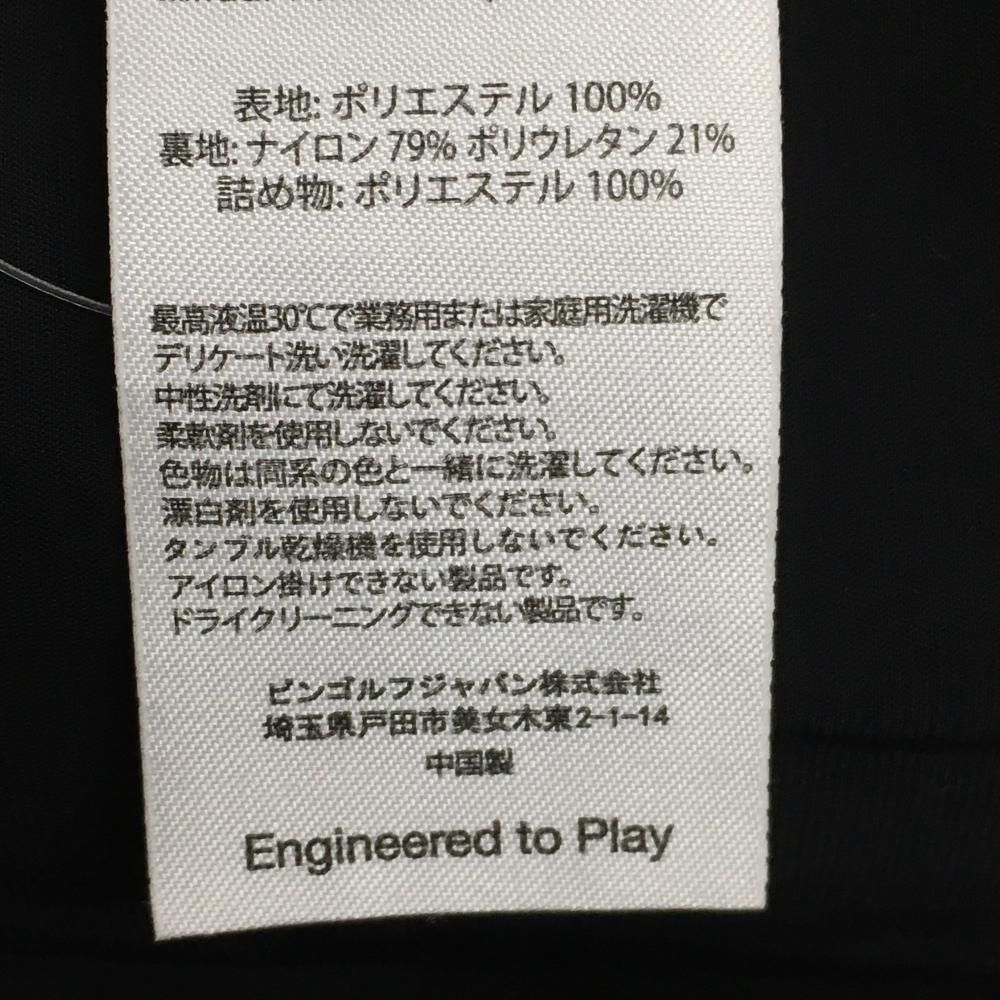 表地: ポリエステル 100%
裏地: ナイロン 79% ポリウレタン 21%
詰め物: ポリエステル 100%
最高液温30℃で業務用または家庭用洗濯機で
デリケート洗い洗濯してください。
中性洗剤にて洗濯してください。
柔軟剤を使用しないでください。
色物は同系の色と一緒に洗濯してください。
漂白剤を使用しないでください。
タンブル乾燥機を使用しないでください。
アイロン掛けできない製品です。
ドライクリーニングできない製品です。
ピンゴルフジャパン株式会社
埼玉県戸田市美女木東2-1-14
中国製
Engineered to Play